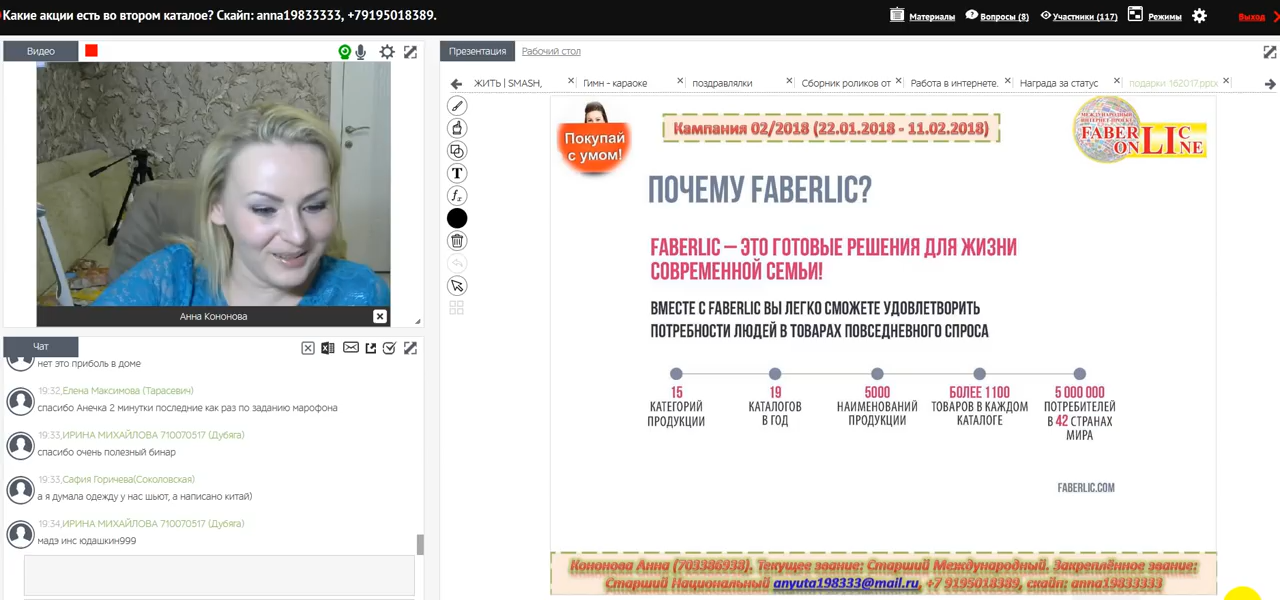 Какие акции есть во втором каталое? Скайп: anna19833333, +79195018389.
Материалы Вопросы (8) Участники (117) Режимы Выход
Видео
Анна Кононова
Чат
нет это приболь в доме
19:32,Елена Максимова (Тарасевич)
спасибо Анечка 2 минутки последние как раз по заданию марофона
19:33,ИРИНА МИХАЙЛОВА 710070517 (Дубяга)
спасибо очень полезный бинар
19:33,Сафия Горичева(Соколовская)
а я думала одежду у нас шьют, а написано китай)
19:34,ИРИНА МИХАЙЛОВА 710070517 (Дубяга)
мадэ инс юдашкин999
Презентация Рабочий стол
ЖИТЬ | SMASH, Гимн - караоке поздравлялки Сборник роликов от Работа в интернете. Награда за статус подарки 162017.pptx
T
fx
Покупай
с умом!
Кампания 02/2018 (22.01.2018 - 11.02.2018)
МЕЖДУНАРОДНЫЙ
ИНТЕРНЕТ-ПРОЕКТ
FABERLIC
ONLINE
ПОЧЕМУ FABERLIC?
FABERLIC – ЭТО ГОТОВЫЕ РЕШЕНИЯ ДЛЯ ЖИЗНИ
СОВРЕМЕННОЙ СЕМЬИ!
ВМЕСТЕ С FABERLIC ВЫ ЛЕГКО СМОЖЕТЕ УДОВЛЕТВОРИТЬ
ПОТРЕБНОСТИ ЛЮДЕЙ В ТОВАРАХ ПОВСЕДНЕВНОГО СПРОСА
15 19 5000 БОЛЕЕ 1100 5 000 000
КАТЕГОРИЙ КАТАЛОГОВ НАИМЕНОВАНИЙ ТОВАРОВ В КАЖДОМ ПОТРЕБИТЕЛЕЙ
ПРОДУКЦИИ В ГОД ПРОДУКЦИИ КАТАЛОГЕ В 42 СТРАНАХ
МИРА
FABERLIC.COM
Кононова Анна (703386938). Текущее звание: Старший Международный. Закреплённое звание:
Старший Национальный anyuta198333@mail.ru, +7 9195018389, скайп: anna19833333